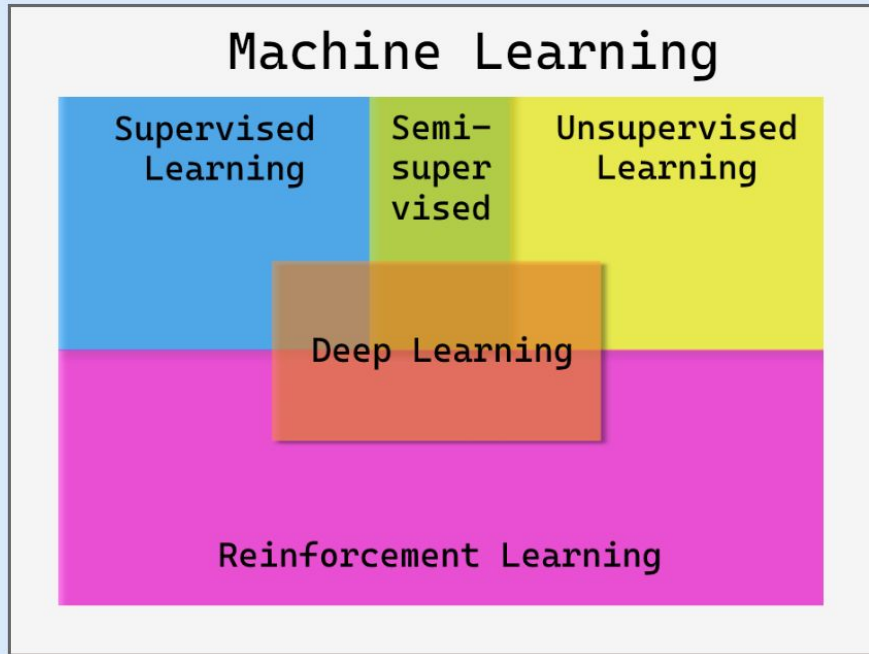 Machine Learning
Supervised
Learning
Semi-
super
vised
Unsupervised
Learning
Deep Learning
Reinforcement Learning